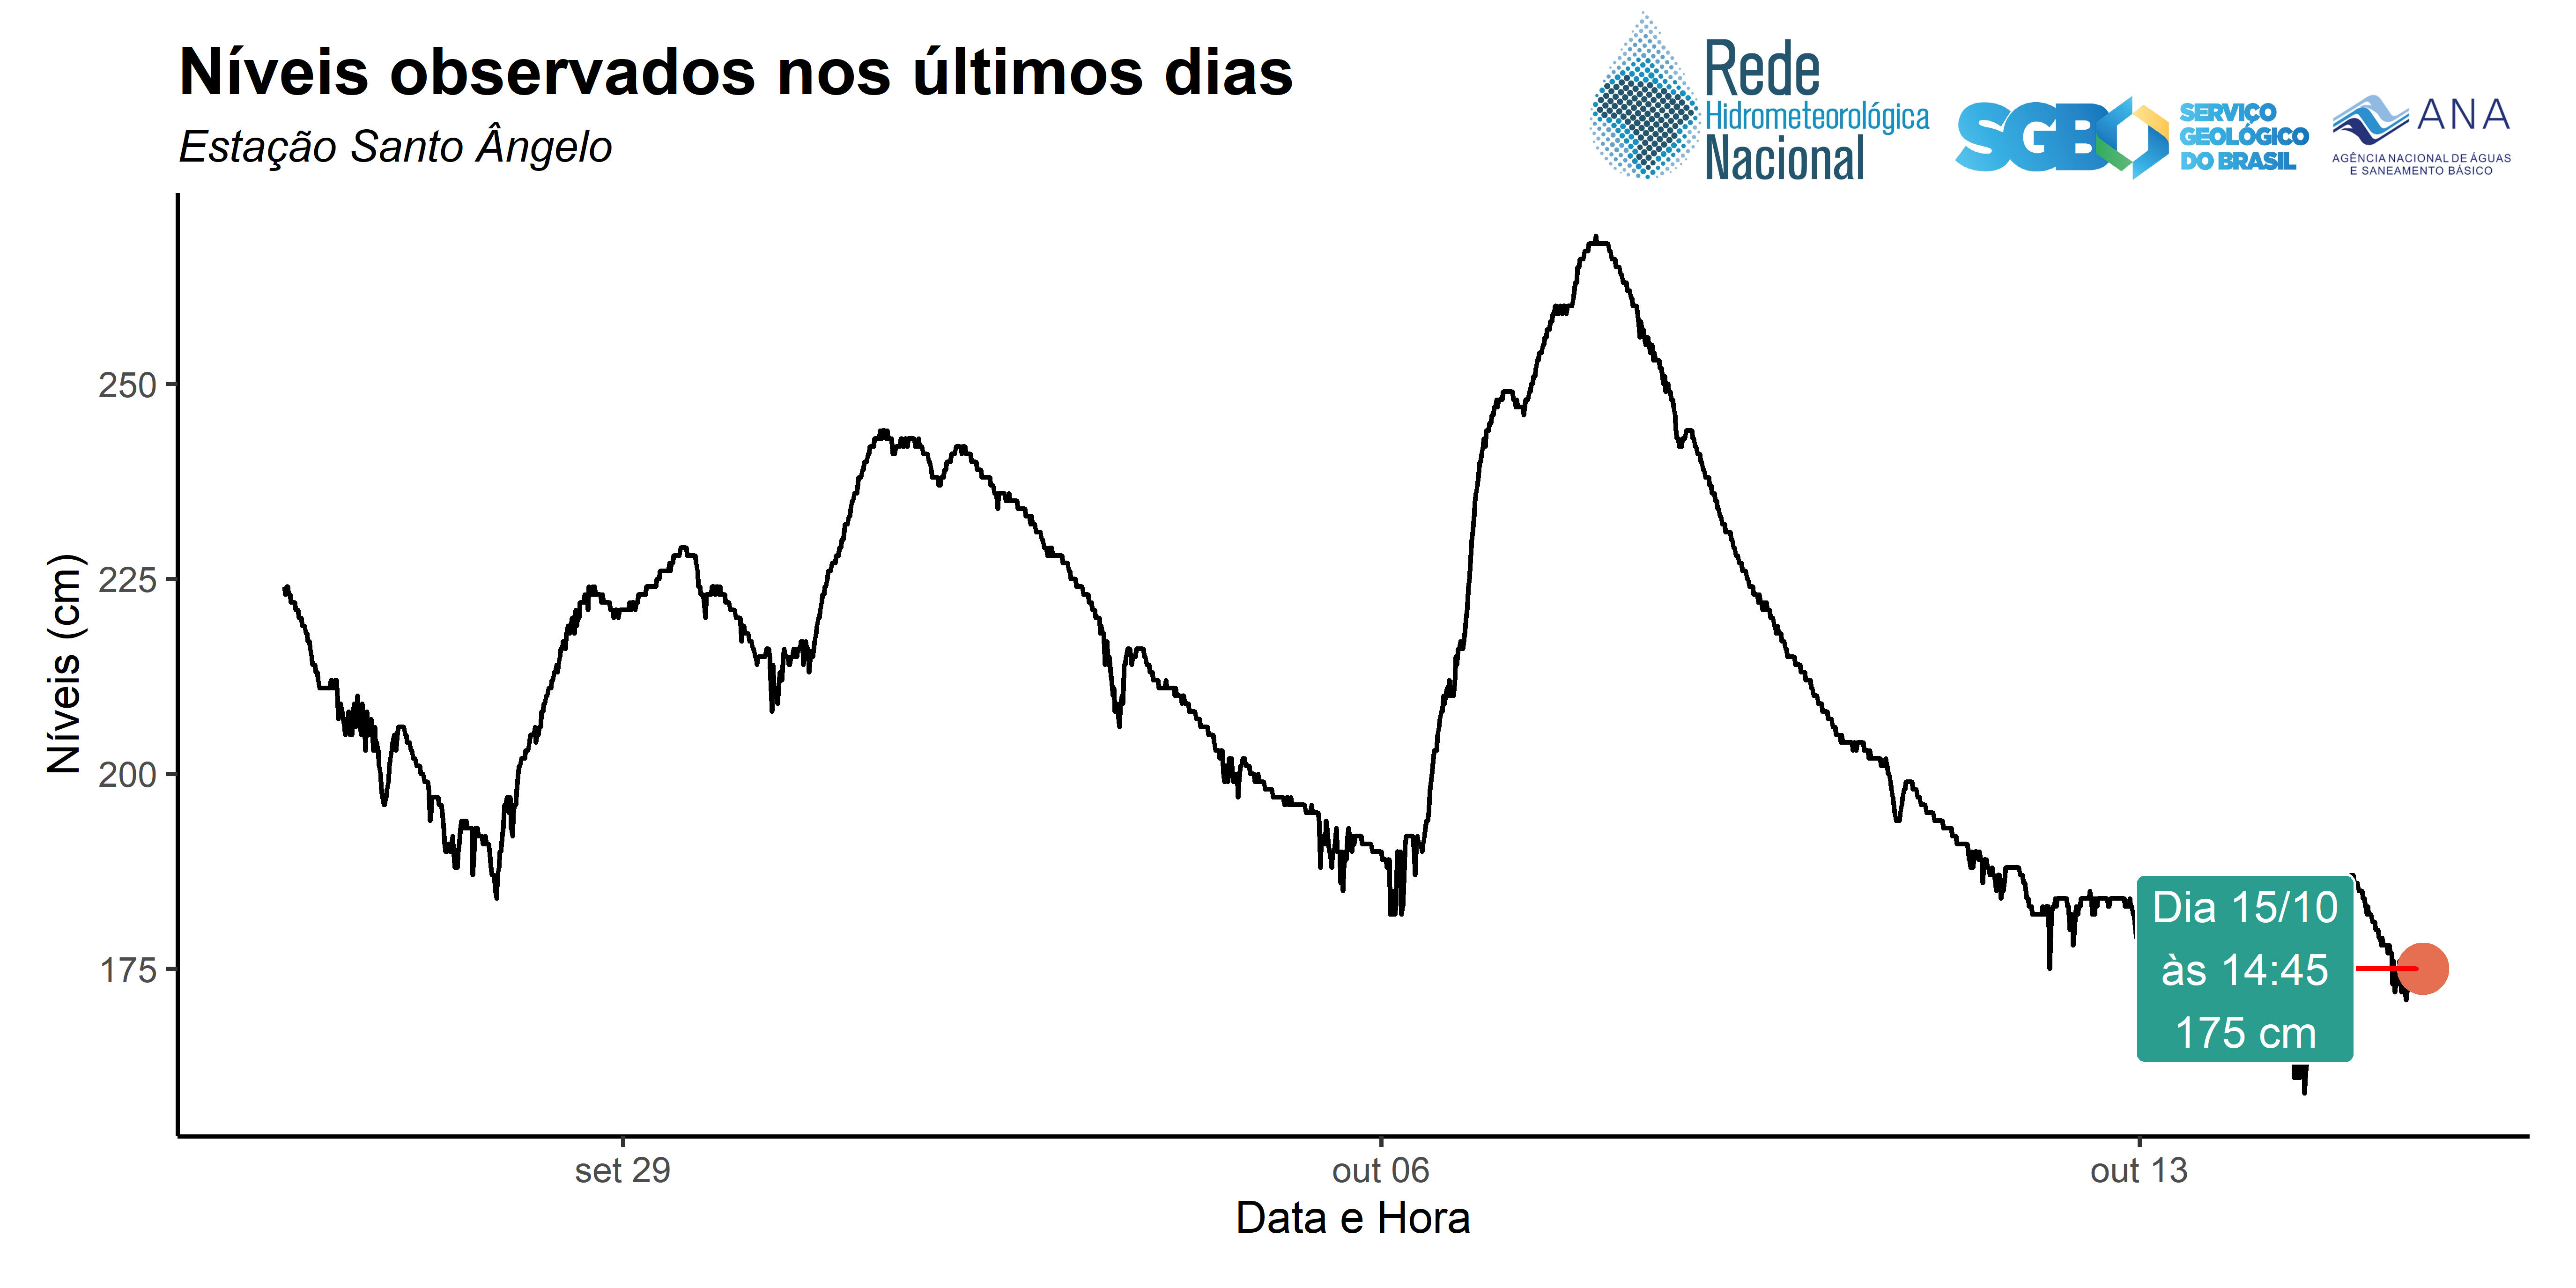 Níveis observados nos últimos dias
Estação Santo Ângelo
Rede
Hidrometeorológica
Nacional
SGB
SERVIÇO
GEOLÓGICO
DO BRASIL
ANA
AGÊNCIA NACIONAL DE ÁGUAS
E SANEAMENTO BÁSICO
Níveis (cm)
250
225
200
175
Dia 15/10
às 14:45
175 cm
set 29
out 06
out 13
Data e Hora